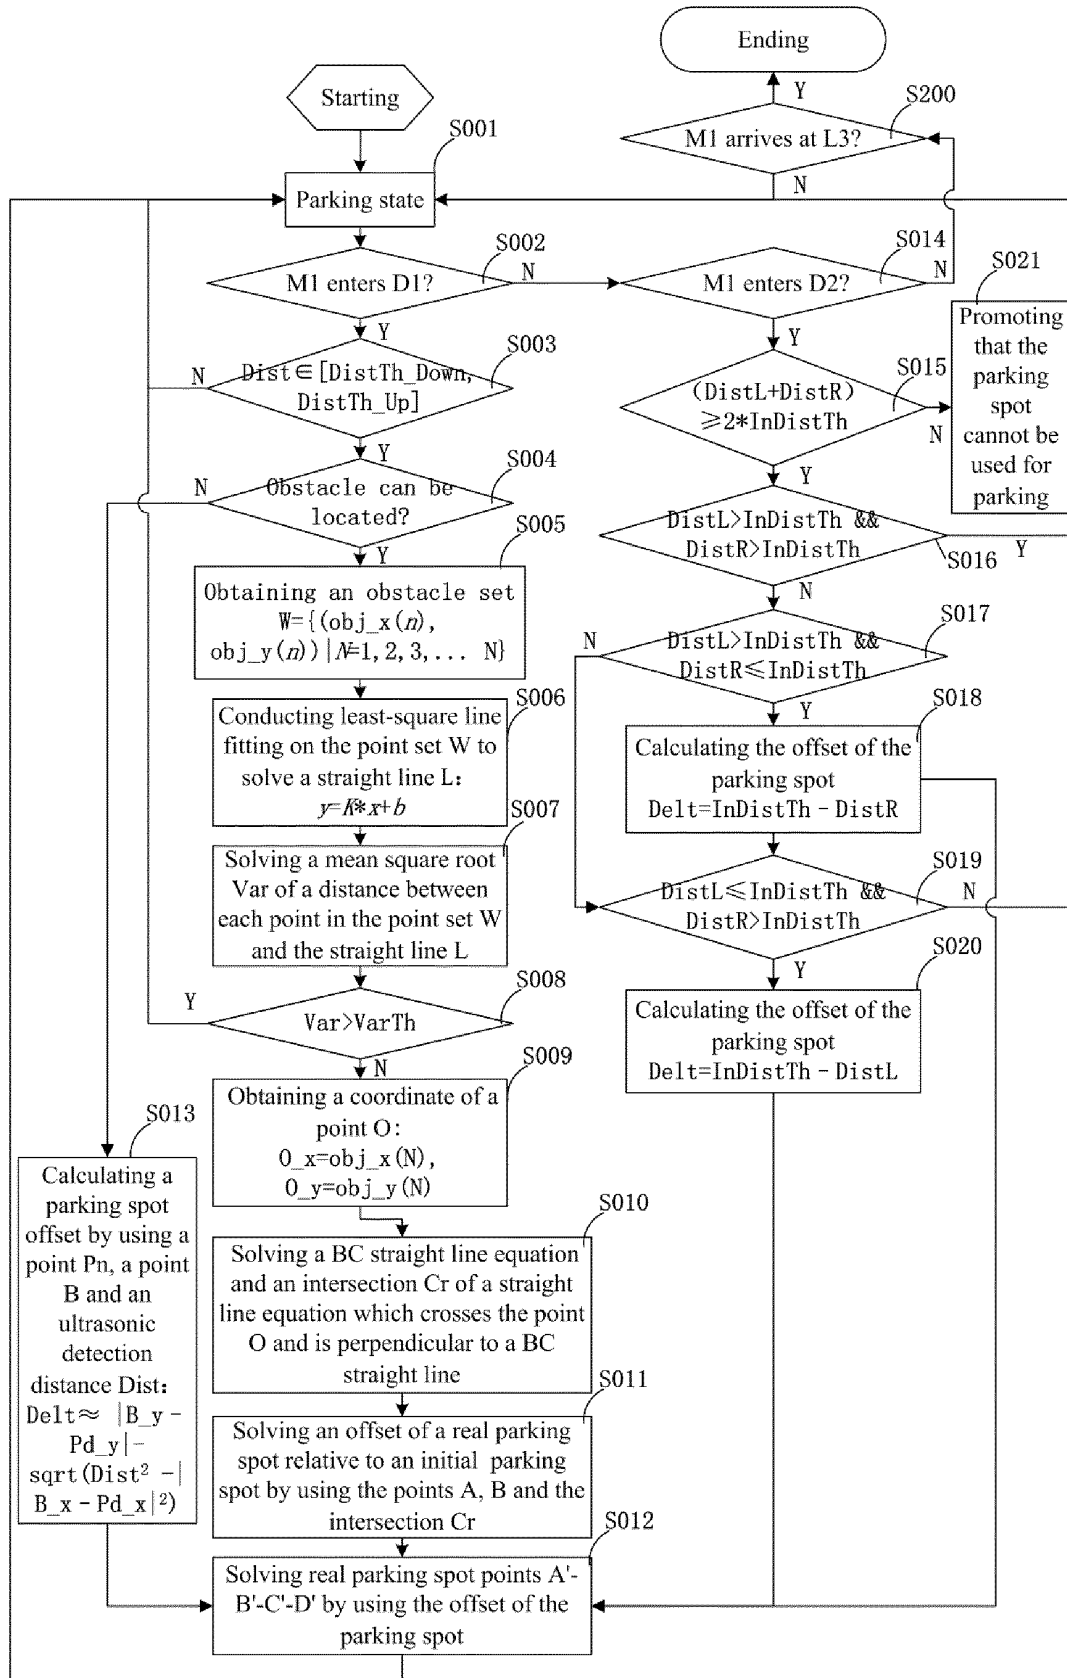 Ending
Starting
Y
S200
M1 arrives at L3?
S001
N
Parking state
S002
M1 enters D1?
N
S014
M1 enters D2?
N
S021
Promoting
that the
parking
spot
cannot be
used for
parking
Y
S003
N
Dist∈[DistTh_Down,
DistTh_Up]
Y
S015
(DistL+DistR)
≥2*InDistTh
N
Y
S004
N
Obstacle can be
located?
Y
Y
DistL>InDistTh &&
DistR>InDistTh
S016
Y
N
S005
Obtaining an obstacle set
W={(obj_x(n),
obj_y(n))|N=1,2,3,... N}
S017
N
DistL>InDistTh &&
DistR≤InDistTh
Y
S006
Conducting least-square line
fitting on the point set W to
solve a straight line L:
y=K*x+b
S018
Calculating the offset of the
parking spot
Delt=InDistTh-DistR
S007
Solving a mean square root
Var of a distance between
each point in the point set W
and the straight line L
S019
DistL≤InDistTh &&
DistR>InDistTh
N
Y
S008
Y
Var>VarTh
N
S020
Calculating the offset of the
parking spot
Delt=InDistTh-DistL
S009
Obtaining a coordinate of a
point O:
O_x=obj_x(N),
O_y=obj_y(N)
S013
Calculating a
parking spot
offset by using a
point Pn, a point
B and an
ultrasonic
detection
distance Dist:
Delt≈ |B_y-
Pd_y|-
sqrt(Dist²-|
B_x-Pd_x|²)
S010
Solving a BC straight line equation
and an intersection Cr of a straight
line equation which crosses the point
O and is perpendicular to a BC
straight line
S011
Solving an offset of a real parking
spot relative to an initial parking
spot by using the points A, B and the
intersection Cr
S012
Solving real parking spot points A'-
B'-C'-D' by using the offset of the
parking spot